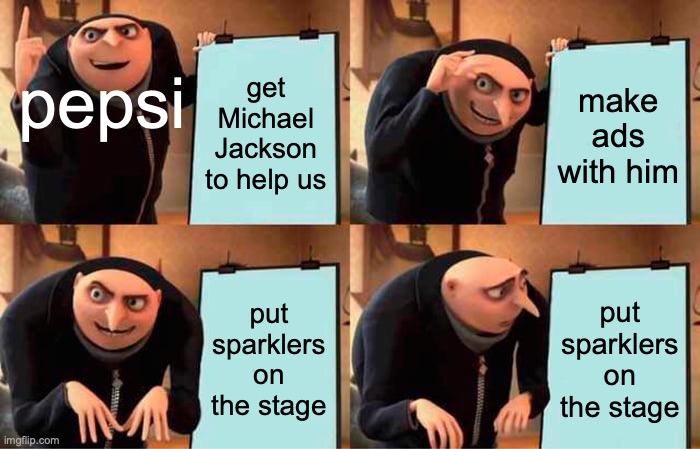 pepsi
get
Michael
Jackson
to help us
make
ads
with him
put
sparklers
on
the stage
put
sparklers
on
the stage
imgflip.com